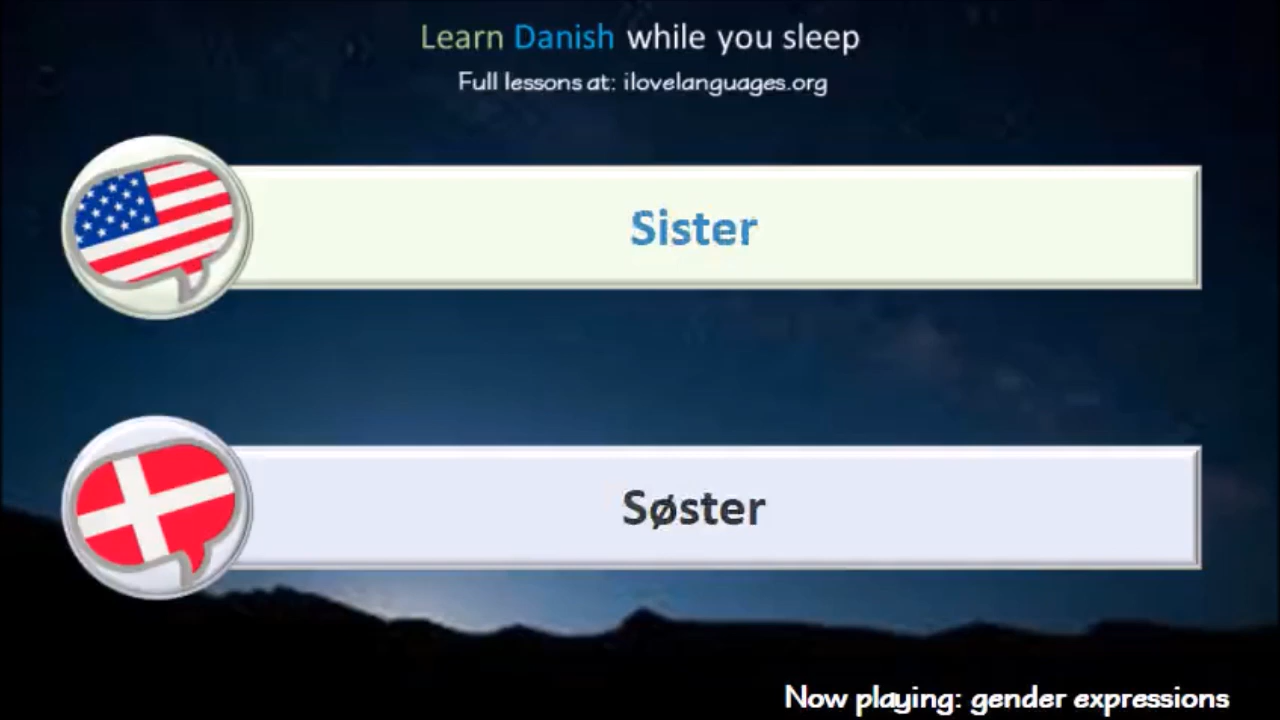 Learn Danish while you sleep
Full lessons at: ilovelanguages.org
Sister
Søster
Now playing: gender expressions